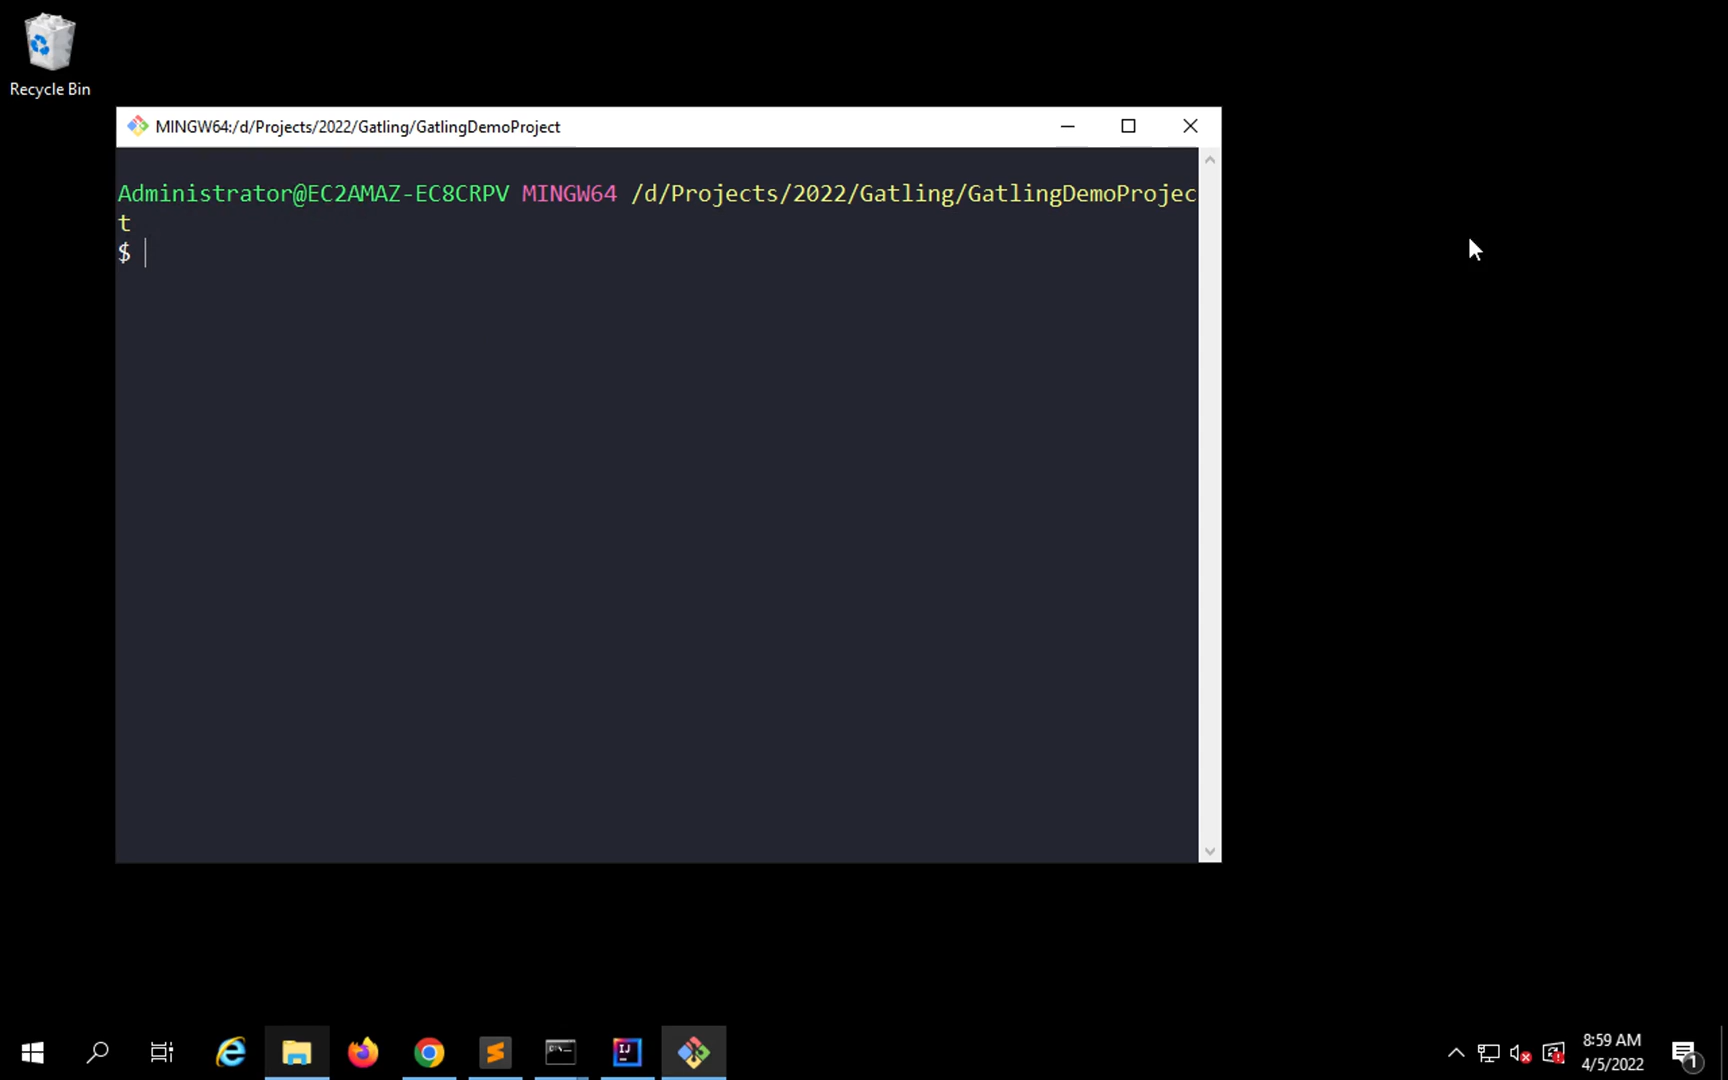 Recycle Bin
MINGW64:/d/Projects/2022/Gatling/GatlingDemoProject
Administrator@EC2AMAZ-EC8CRPV MINGW64 /d/Projects/2022/Gatling/GatlingDemoProjec
t
$
8:59 AM
4/5/2022
1